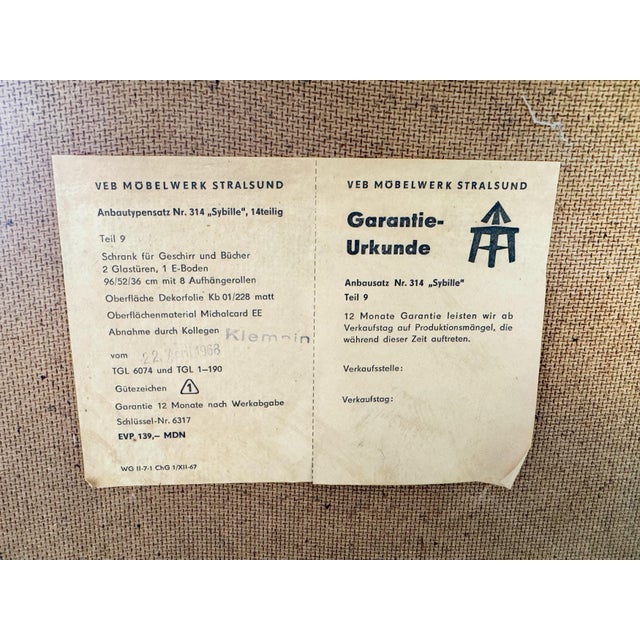 VEB MÖBELWERK STRALSUND
Anbautypensatz Nr. 314 „Sybille“, 14teilig
Teil 9
Schrank für Geschirr und Bücher
2 Glastüren, 1 E-Boden
96/52/36 cm mit 8 Aufhängerollen
Oberfläche Dekorfolie Kb 01/228 matt
Oberflächenmaterial Michalcard EE
Abnahme durch Kollegen Klempin
vom 22. April 1968
TGL 6074 und TGL 1–190
Gütezeichen 1
Garantie 12 Monate nach Werkabgabe
Schlüssel-Nr. 6317
EVP 139,– MDN
WG II-7-1 ChG 1/XII-67
VEB MÖBELWERK STRALSUND
Garantie-
Urkunde
Anbausatz Nr. 314 „Sybille“
Teil 9
12 Monate Garantie leisten wir ab
Verkaufstag auf Produktionsmängel, die
während dieser Zeit auftreten.
Verkaufsstelle:
Verkaufstag: